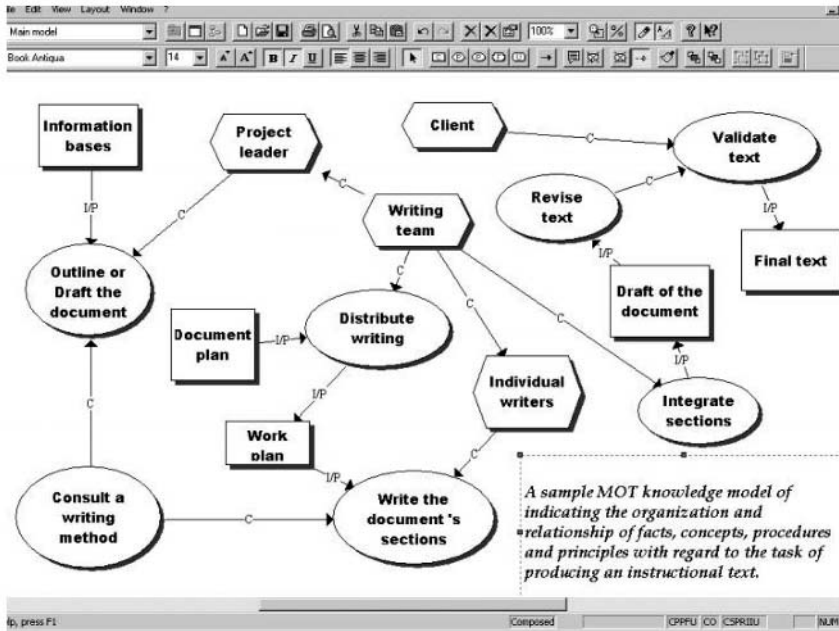 le Edit View Layout Window ?
Main model
100%
Book Antiqua
14
B I U
Information
bases
Project
leader
Client
Validate
text
C
C
I/P
C
C
Revise
text
I/P
Writing
team
Outline or
Draft the
document
Final text
I/P
C
Draft of the
document
Distribute
writing
Document
plan
I/P
C
C
I/P
I/P
Individual
writers
C
Integrate
sections
Work
plan
C
I/P
Consult a
writing
method
C
Write the
document's
sections
A sample MOT knowledge model of
indicating the organization and
relationship of facts, concepts, procedures
and principles with regard to the task of
producing an instructional text.
lp, press F1
Composed
CPPFU
CO
CSPRIIU
NUM